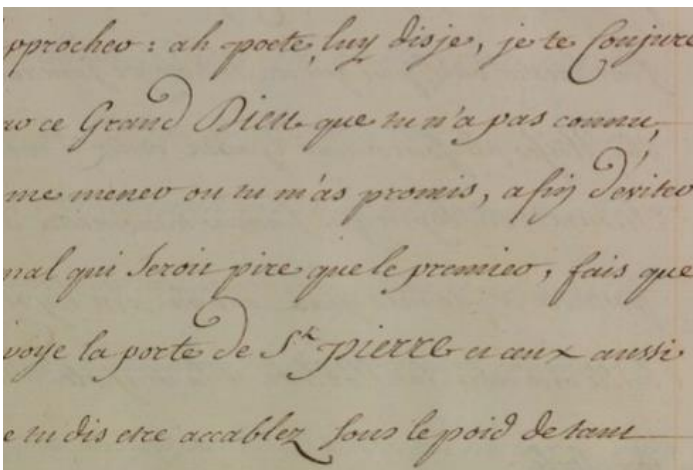 pprocher : ah poete, luy disje, je te Conjure
ar ce Grand Dieu que tu n'a pas connu,
me mener ou tu m'as promis, afin d'éviter
mal qui seroit pire que le premier, fais que
voye la porte de St. Pierre et ceux aussi
e tu dis etre accablez sous le poid de tant